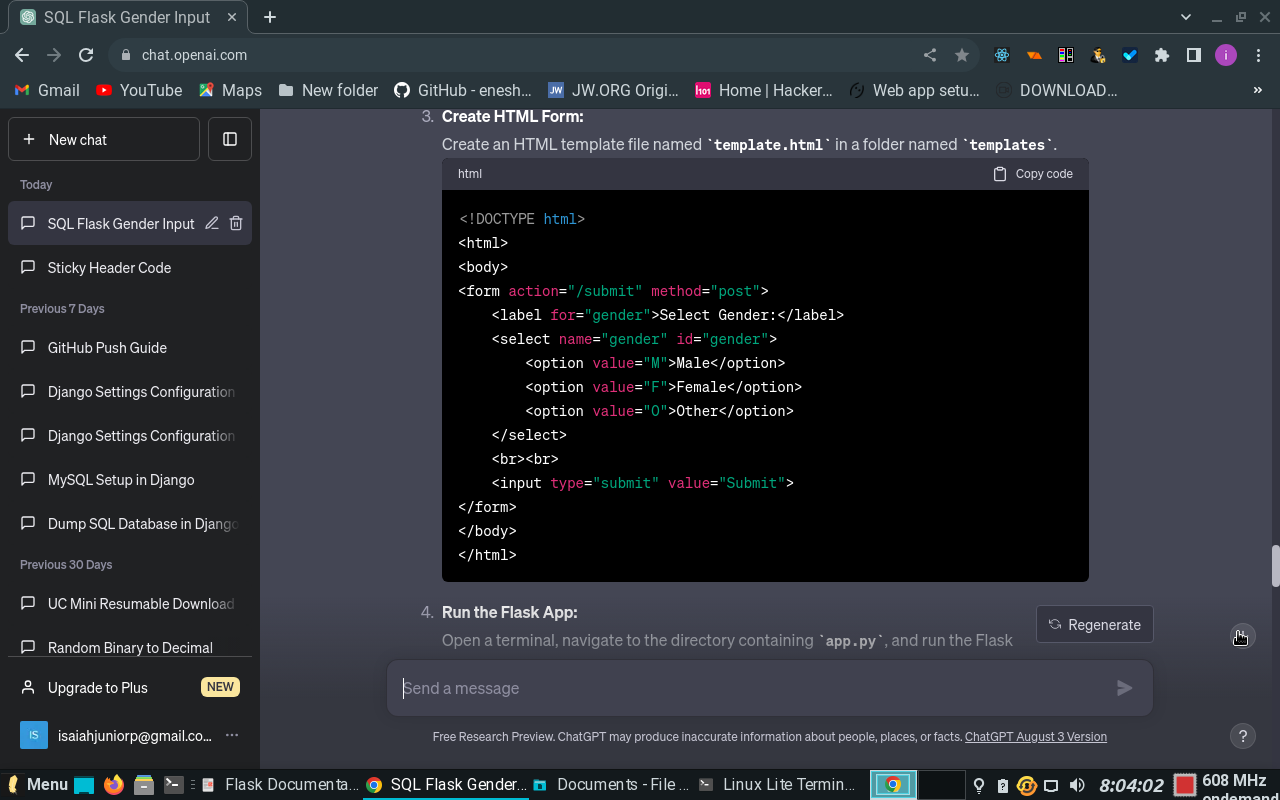 SQL Flask Gender Input
chat.openai.com
i
Gmail
YouTube
Maps
New folder
GitHub - enesh...
JW
JW.ORG Origi...
h101
Home | Hacker...
Web app setu...
DOWNLOAD...
»
New chat
Today
SQL Flask Gender Input
Sticky Header Code
Previous 7 Days
GitHub Push Guide
Django Settings Configuration
Django Settings Configuration
MySQL Setup in Django
Dump SQL Database in Django
Previous 30 Days
UC Mini Resumable Download
Random Binary to Decimal
Upgrade to Plus
NEW
IS
isaiahjuniorp@gmail.co...
3. Create HTML Form:
Create an HTML template file named `template.html` in a folder named `templates`.
html
Copy code
<!DOCTYPE html>
<html>
<body>
<form action="/submit" method="post">
    <label for="gender">Select Gender:</label>
    <select name="gender" id="gender">
        <option value="M">Male</option>
        <option value="F">Female</option>
        <option value="O">Other</option>
    </select>
    <br><br>
    <input type="submit" value="Submit">
</form>
</body>
</html>
4. Run the Flask App:
Open a terminal, navigate to the directory containing `app.py`, and run the Flask
Regenerate
Send a message
Free Research Preview. ChatGPT may produce inaccurate information about people, places, or facts. ChatGPT August 3 Version
?
Menu
Flask Documenta...
SQL Flask Gender...
Documents - File ...
Linux Lite Termin...
8:04:02
608 MHz
ondemand